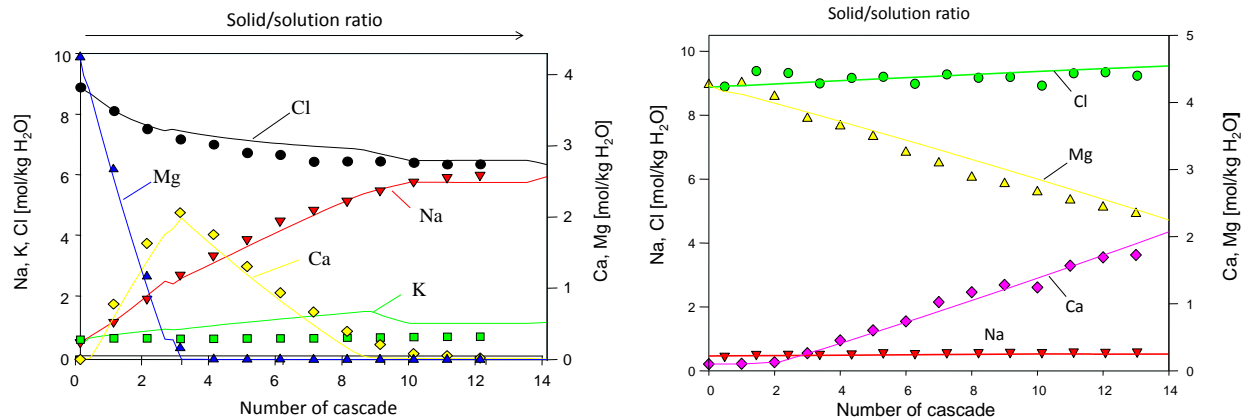 Solid/solution ratio
Na, K, Cl [mol/kg H₂O]
10
8
6
4
2
0
Cl
Mg
Na
Ca
K
4
3
2
1
0
Ca, Mg [mol/kg H₂O]
0 2 4 6 8 10 12 14
Number of cascade
Solid/solution ratio
Na, Cl [mol/kg H₂O]
10
8
6
4
2
0
Cl
Mg
Ca
Na
5
4
3
2
1
0
Ca, Mg [mol/kg H₂O]
0 2 4 6 8 10 12 14
Number of cascade